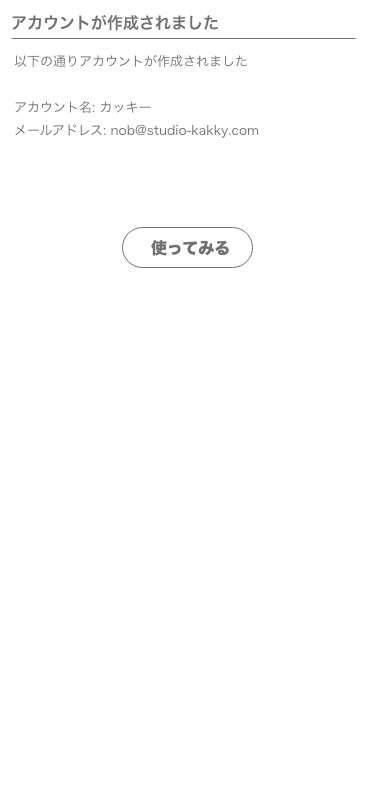 アカウントが作成されました
以下の通りアカウントが作成されました
アカウント名: カッキー
メールアドレス: nob@studio-kakky.com
使ってみる